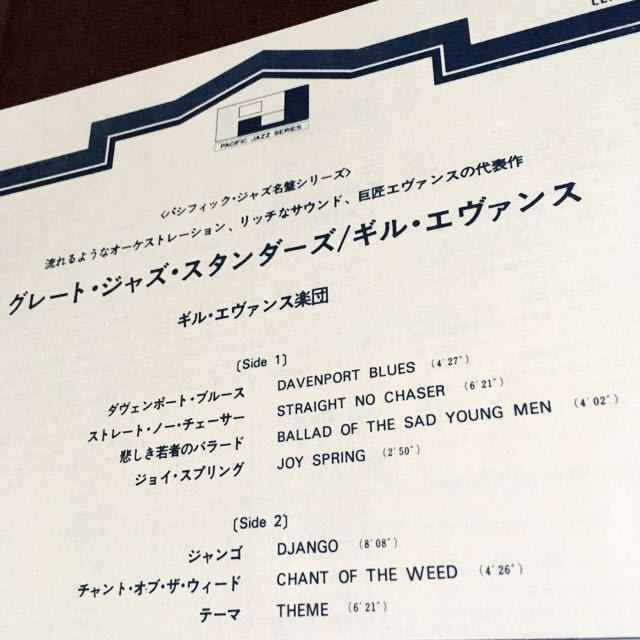 PACIFIC JAZZ SERIES
〈パシフィック・ジャズ名盤シリーズ〉
流れるようなオーケストレーション、リッチなサウンド、巨匠エヴァンスの代表作
グレート・ジャズ・スタンダーズ/ギル・エヴァンス
ギル・エヴァンス楽団
〔Side 1〕
ダヴェンポート・ブルース DAVENPORT BLUES (4′27″)
ストレート・ノー・チェーサー STRAIGHT NO CHASER (6′21″)
悲しき若者のバラード BALLAD OF THE SAD YOUNG MEN (4′02″)
ジョイ・スプリング JOY SPRING (2′50″)
〔Side 2〕
ジャンゴ DJANGO (8′08″)
チャント・オブ・ザ・ウィード CHANT OF THE WEED (4′26″)
テーマ THEME (6′21″)